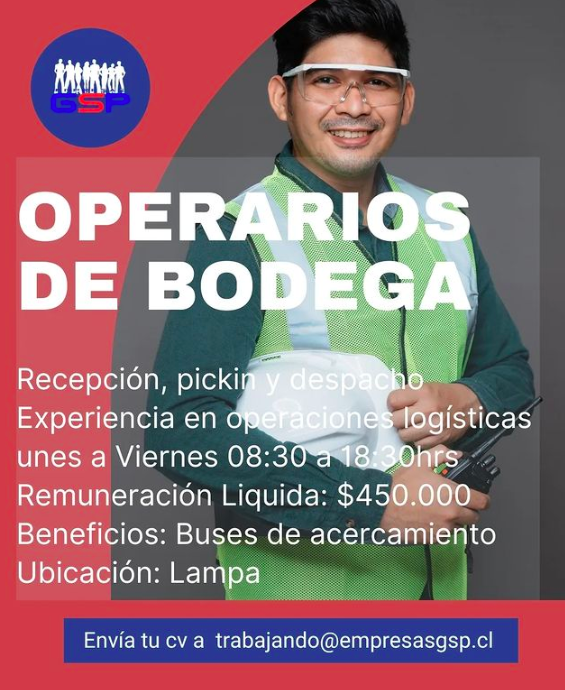 GSP
OPERARIOS
DE BODEGA
Recepción, pickin y despacho
Experiencia en operaciones logísticas
unes a Viernes 08:30 a 18:30hrs
Remuneración Liquida: $450.000
Beneficios: Buses de acercamiento
Ubicación: Lampa
Envía tu cv a trabajando@empresasgsp.cl